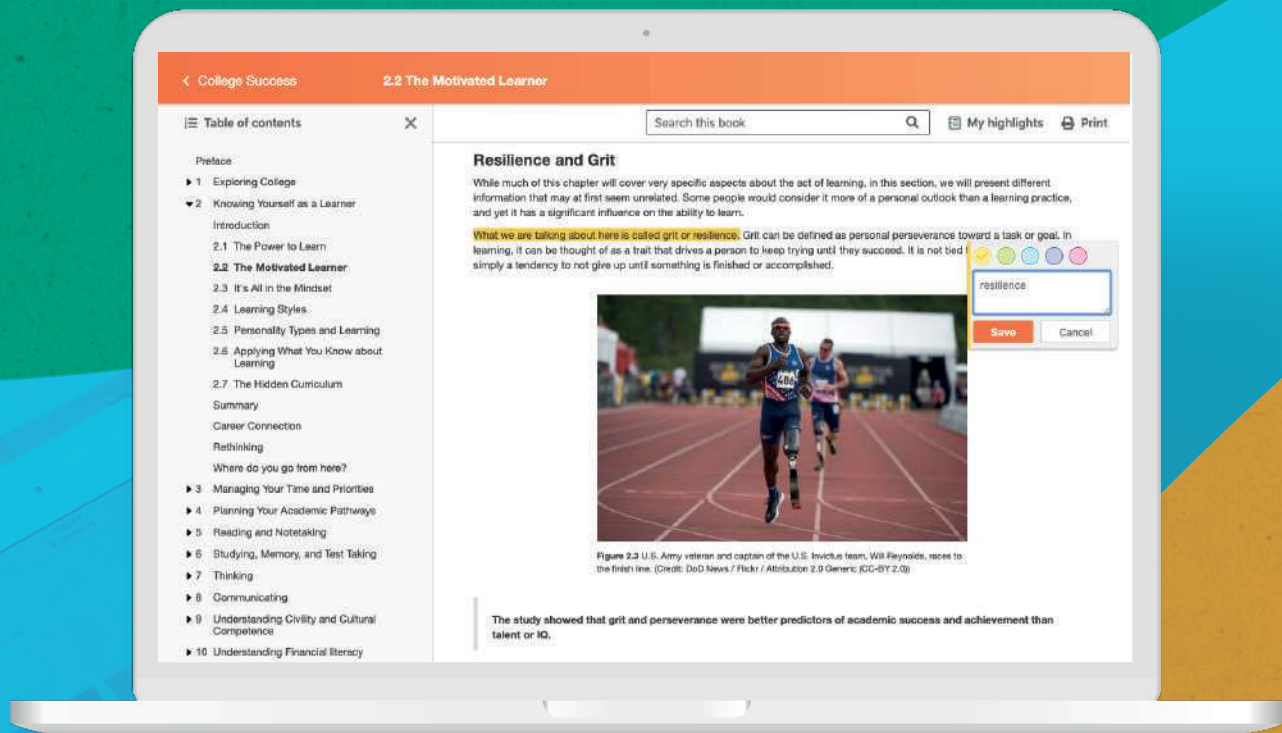 College Success
2.2 The Motivated Learner
Table of contents
Search this book
My highlights
Print
Preface
1 Exploring College
2 Knowing Yourself as a Learner
Introduction
2.1 The Power to Learn
2.2 The Motivated Learner
2.3 It's All in the Mindset
2.4 Learning Styles
2.5 Personality Types and Learning
2.6 Applying What You Know about
Learning
2.7 The Hidden Curriculum
Summary
Career Connection
Rethinking
Where do you go from here?
3 Managing Your Time and Priorities
4 Planning Your Academic Pathways
5 Reading and Notetaking
6 Studying, Memory, and Test Taking
7 Thinking
8 Communicating
9 Understanding Civility and Cultural
Competence
10 Understanding Financial literacy
Resilience and Grit
While much of this chapter will cover very specific aspects about the act of learning, in this section, we will present different
information that may at first seem unrelated. Some people would consider it more of a personal outlook than a learning practice,
and yet it has a significant influence on the ability to learn.
What we are talking about here is called grit or resilience. Grit can be defined as personal perseverance toward a task or goal. In
learning, it can be thought of as a trait that drives a person to keep trying until they succeed. It is not tied
simply a tendency to not give up until something is finished or accomplished.
resilience
Save
Cancel
486
Figure 2.3 U.S. Army veteran and captain of the U.S. Invictus team, Will Reynolds, races to
the finish line. (Credit: DoD News / Flickr / Attribution 2.0 Generic (CC-BY 2.0))
The study showed that grit and perseverance were better predictors of academic success and achievement than
talent or IQ.